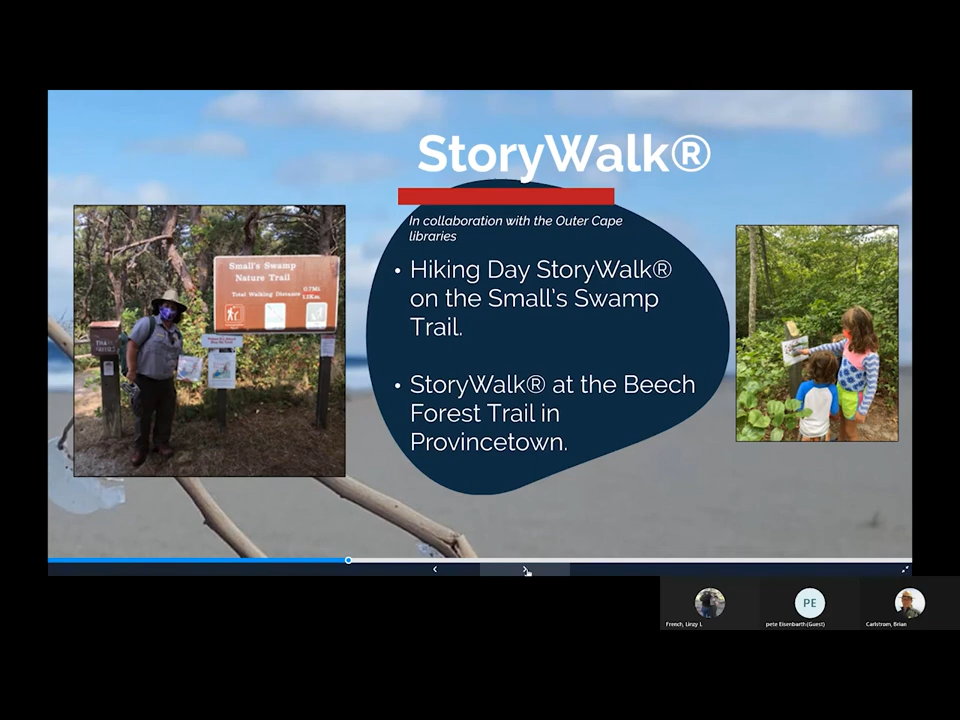 StoryWalk®
In collaboration with the Outer Cape
libraries
• Hiking Day StoryWalk®
on the Small's Swamp
Trail.
• StoryWalk® at the Beech
Forest Trail in
Provincetown.
Small's Swamp
Nature Trail
Total Walking Distance 0.7Mi
1.1Km
French, Linzy L
PE
pete Eisenbarth (Guest)
Carlstrom, Brian